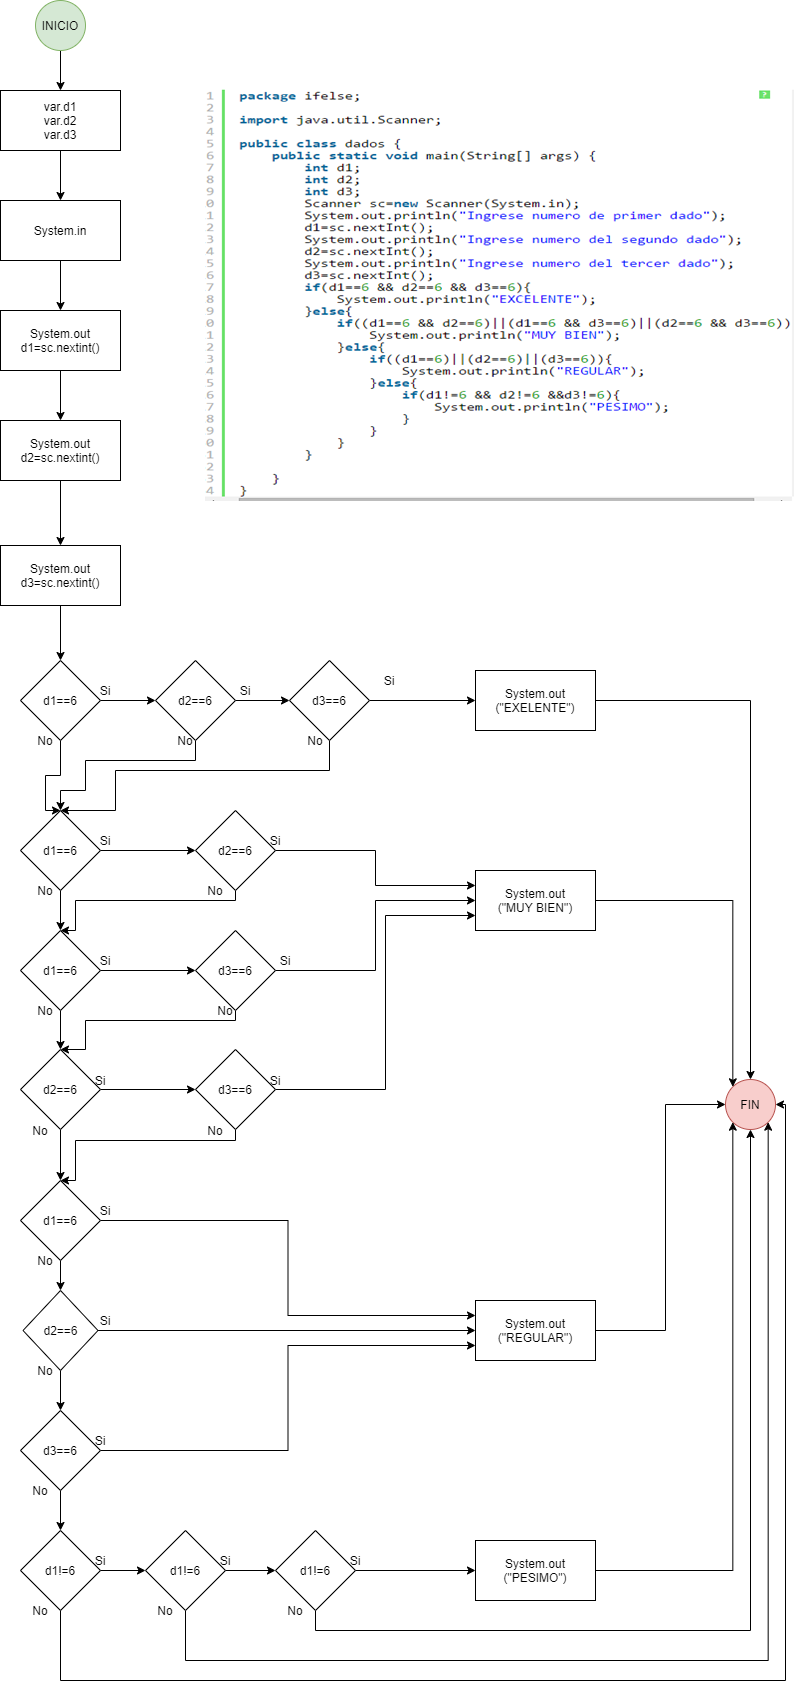 INICIO
var.d1
var.d2
var.d3
System.in
System.out
d1=sc.nextint()
System.out
d2=sc.nextint()
System.out
d3=sc.nextint()
?
1 package ifelse;
2
3 import java.util.Scanner;
4
5 public class dados {
6 public static void main(String[] args) {
7 int d1;
8 int d2;
9 int d3;
0 Scanner sc=new Scanner(System.in);
1 System.out.println("Ingrese numero de primer dado");
2 d1=sc.nextInt();
3 System.out.println("Ingrese numero del segundo dado");
4 d2=sc.nextInt();
5 System.out.println("Ingrese numero del tercer dado");
6 d3=sc.nextInt();
7 if(d1==6 && d2==6 && d3==6){
8 System.out.println("EXCELENTE");
9 }else{
0 if((d1==6 && d2==6)||(d1==6 && d3==6)||(d2==6 && d3==6))
1 System.out.println("MUY BIEN");
2 }else{
3 if((d1==6)||(d2==6)||(d3==6)){
4 System.out.println("REGULAR");
5 }else{
6 if(d1!=6 && d2!=6 &&d3!=6){
7 System.out.println("PESIMO");
8 }
9 }
0 }
1 }
2
3 }
4 }
d1==6 Si d2==6 Si d3==6 Si
System.out
("EXELENTE")
No No No
d1==6 Si d2==6 Si
No No
System.out
("MUY BIEN")
d1==6 Si d3==6 Si
No No
d2==6 Si d3==6 Si
No No
FIN
d1==6 Si
No
d2==6 Si
No
System.out
("REGULAR")
d3==6 Si
No
d1!=6 Si d1!=6 Si d1!=6 Si
System.out
("PESIMO")
No No No